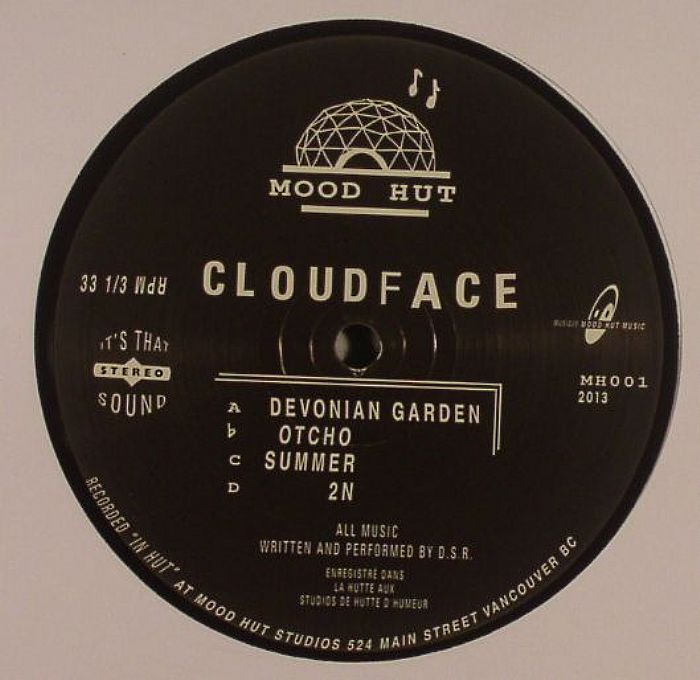 MOOD HUT
CLOUDFACE
33 1/3 RPM
IT'S THAT
STEREO
SOUND
MOOD HUT MUSIC
MH001
2013
A DEVONIAN GARDEN
b OTCHO
C SUMMER
D 2N
ALL MUSIC
WRITTEN AND PERFORMED BY D.S.R.
ENREGISTRÉ DANS
LA HUTTE AUX
STUDIOS DE HUTTE D HUMEUR
RECORDED "IN HUT" AT MOOD HUT STUDIOS 524 MAIN STREET VANCOUVER BC